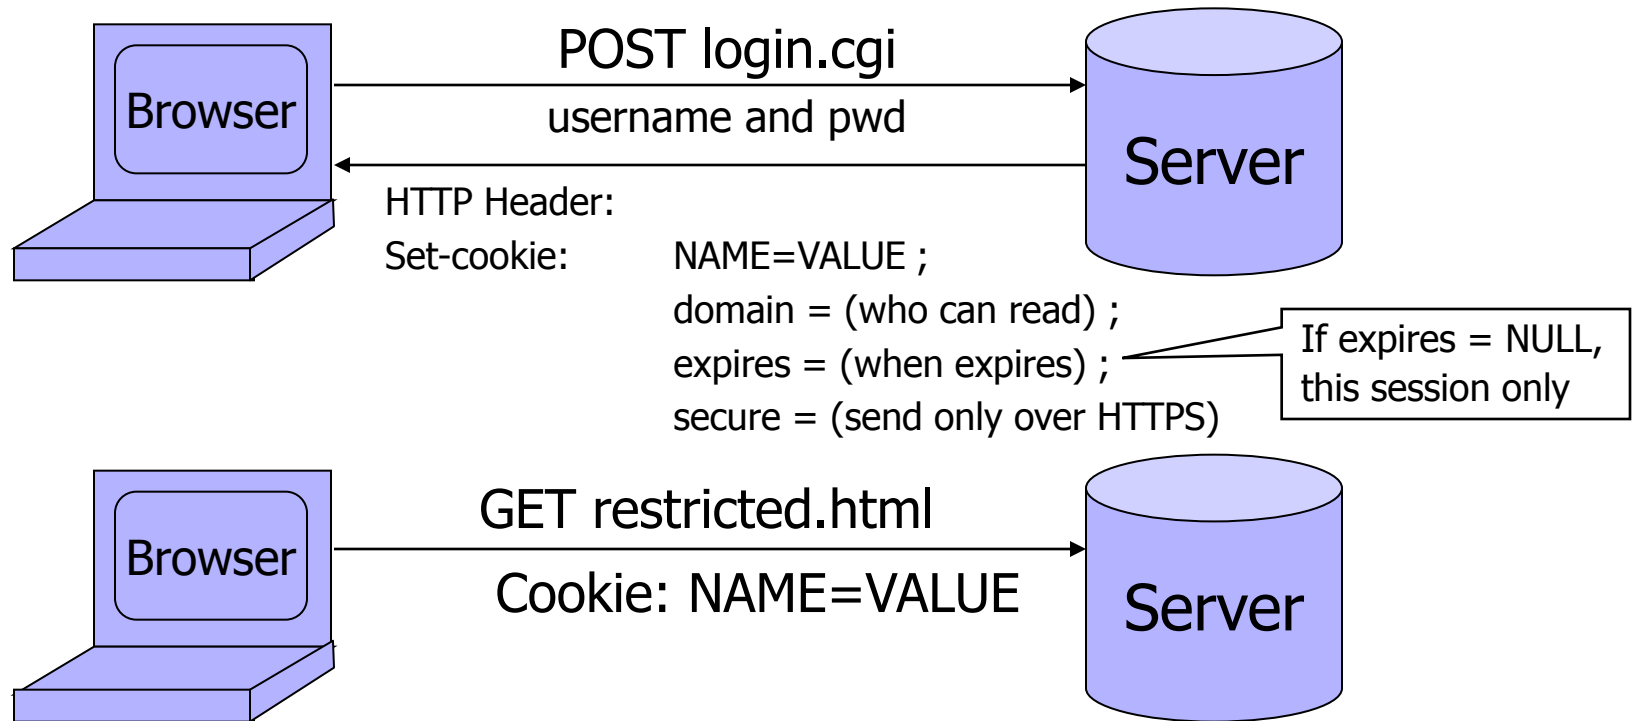 POST login.cgi
Browser
username and pwd
Server
HTTP Header:
Set-cookie: NAME=VALUE ;
domain = (who can read) ;
expires = (when expires) ;
If expires = NULL,
this session only
secure = (send only over HTTPS)
GET restricted.html
Browser
Cookie: NAME=VALUE
Server